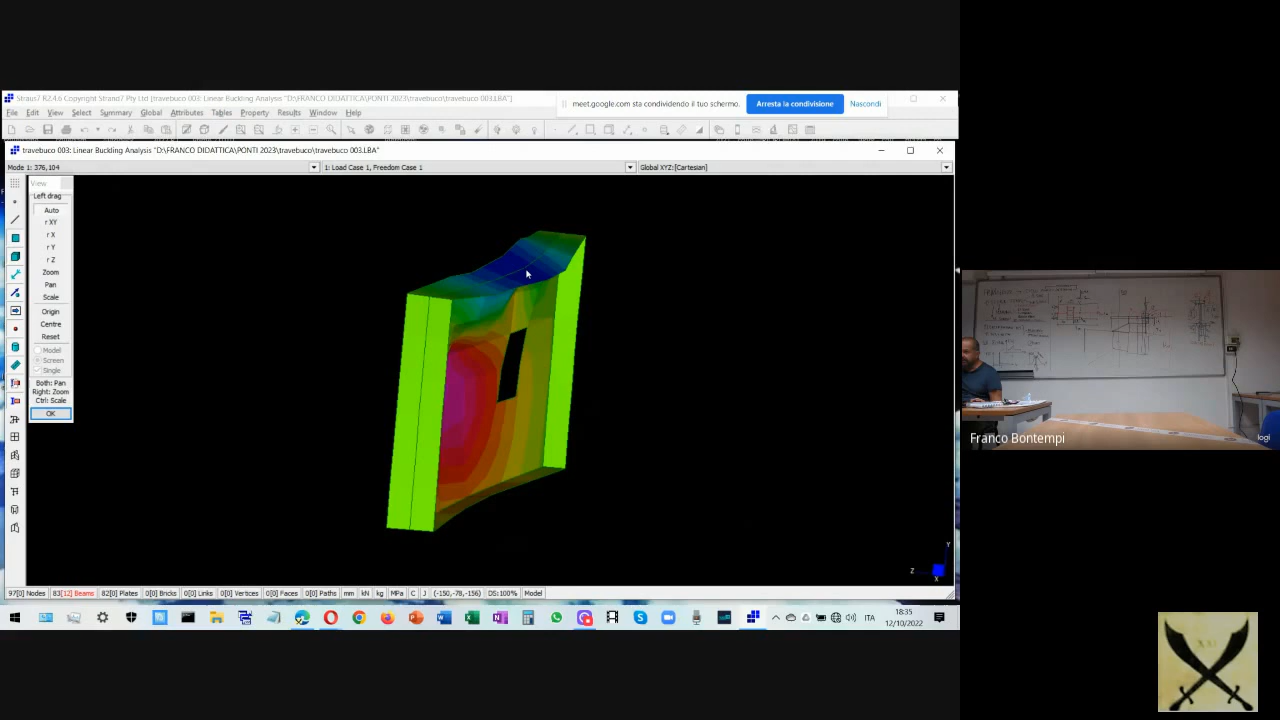 Straus7 R2.4.6 Copyright Strand7 Pty Ltd [travebuco 003: Linear Buckling Analysis "D:\FRANCO DIDATTICA\PONTI 2023\travebuco\travebuco 003.LBA"]
meet.google.com sta condividendo il tuo schermo.
Arresta la condivisione
Nascondi
File Edit View Select Summary Global Attributes Tables Property Results Window Help
travebuco 003: Linear Buckling Analysis "D:\FRANCO DIDATTICA\PONTI 2023\travebuco\travebuco 003.LBA"
Mode 1: 376,104
1: Load Case 1, Freedom Case 1
Global XYZ:[Cartesian]
View
Left drag
Auto
r XY
r X
r Y
r Z
Zoom
Pan
Scale
Origin
Centre
Reset
Model
Screen
Single
Both: Pan
Right: Zoom
Ctrl: Scale
OK
Y
Z
X
97[0] Nodes 83[12] Beams 82[0] Plates 0[0] Bricks 0[0] Links 0[0] Vertices 0[0] Faces 0[0] Paths mm kN kg MPa C J (-150,-78,-156) DS:100% Model
ITA
18:35
12/10/2022
Franco Bontempi
logi
XXI